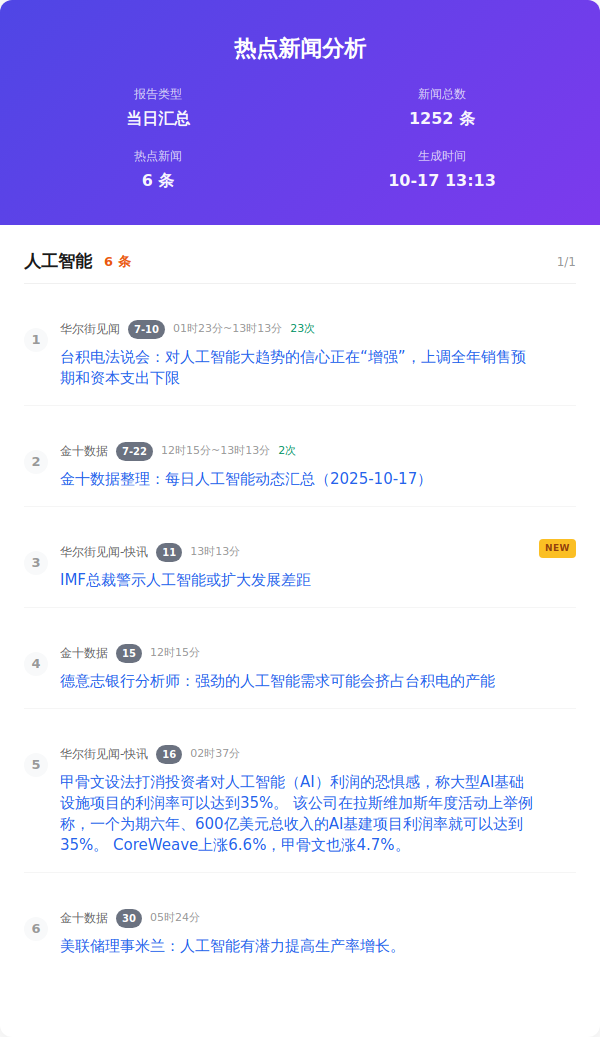 热点新闻分析
报告类型
新闻总数
当日汇总
1252 条
热点新闻
生成时间
6 条
10-17 13:13
人工智能 6 条 1/1
1 华尔街见闻 7-10 01时23分~13时13分 23次
台积电法说会：对人工智能大趋势的信心正在“增强”，上调全年销售预
期和资本支出下限
2 金十数据 7-22 12时15分~13时13分 2次
金十数据整理：每日人工智能动态汇总（2025-10-17）
3 华尔街见闻-快讯 11 13时13分 NEW
IMF总裁警示人工智能或扩大发展差距
4 金十数据 15 12时15分
德意志银行分析师：强劲的人工智能需求可能会挤占台积电的产能
5 华尔街见闻-快讯 16 02时37分
甲骨文设法打消投资者对人工智能（AI）利润的恐惧感，称大型AI基础
设施项目的利润率可以达到35%。 该公司在拉斯维加斯年度活动上举例
称，一个为期六年、600亿美元总收入的AI基建项目利润率就可以达到
35%。 CoreWeave上涨6.6%，甲骨文也涨4.7%。
6 金十数据 30 05时24分
美联储理事米兰：人工智能有潜力提高生产率增长。